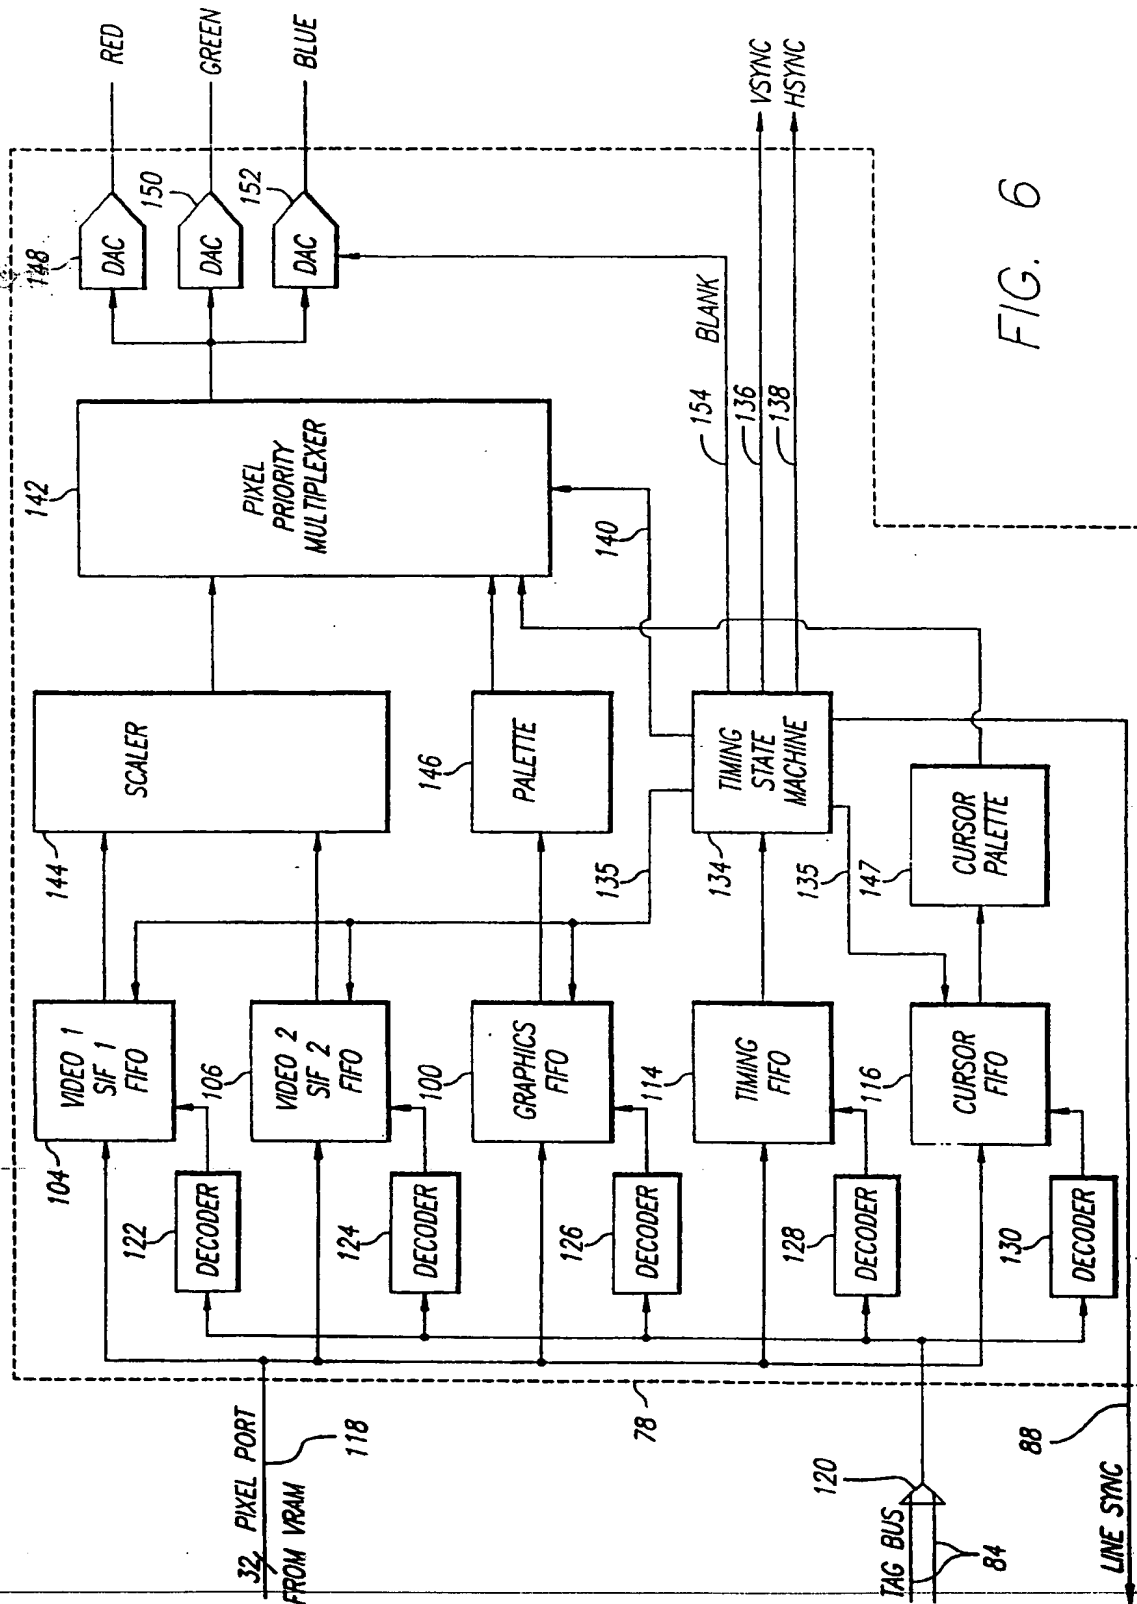 RED
GREEN
BLUE
148
DAC
150
DAC
152
DAC
142
PIXEL
PRIORITY
MULTIPLEXER
BLANK
154
136
138
VSYNC
HSYNC
140
144
SCALER
146
PALETTE
135
134
TIMING
STATE
MACHINE
135
147
CURSOR
PALETTE
104
VIDEO 1
SIF 1
FIFO
106
VIDEO 2
SIF 2
FIFO
100
GRAPHICS
FIFO
114
TIMING
FIFO
116
CURSOR
FIFO
122
DECODER
124
DECODER
126
DECODER
128
DECODER
130
DECODER
78
32
PIXEL PORT
FROM VRAM
118
120
TAG BUS
84
88
LINE SYNC
FIG. 6